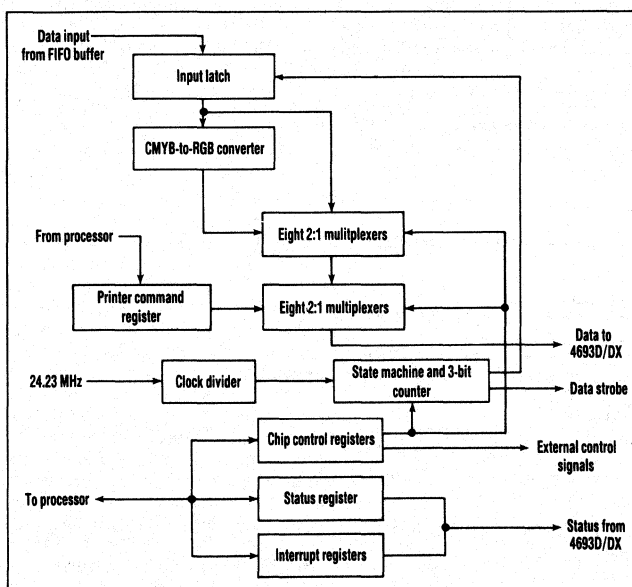 Data input
from FIFO buffer
Input latch
CMYB-to-RGB converter
Eight 2:1 mulitplexers
From processor
Printer command
register
Eight 2:1 multiplexers
Data to
4693D/DX
24.23 MHz
Clock divider
State machine and 3-bit
counter
Data strobe
Chip control registers
External control
signals
To processor
Status register
Status from
4693D/DX
Interrupt registers